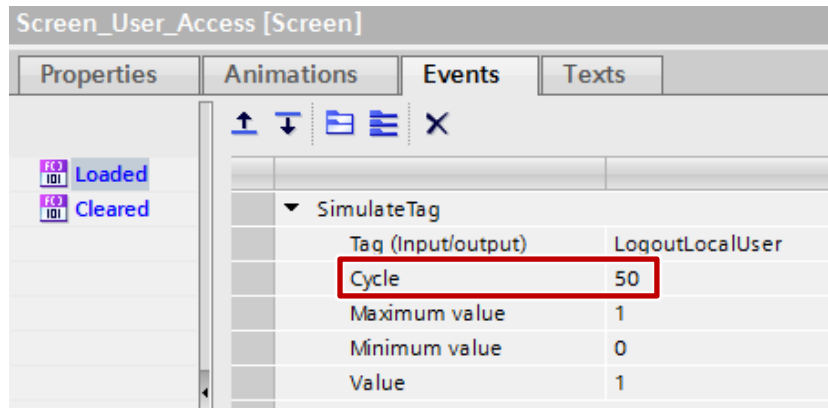 Screen_User_Access [Screen]
Properties Animations Events Texts
Loaded
Cleared
SimulateTag
Tag (Input/output) LogoutLocalUser
Cycle 50
Maximum value 1
Minimum value 0
Value 1